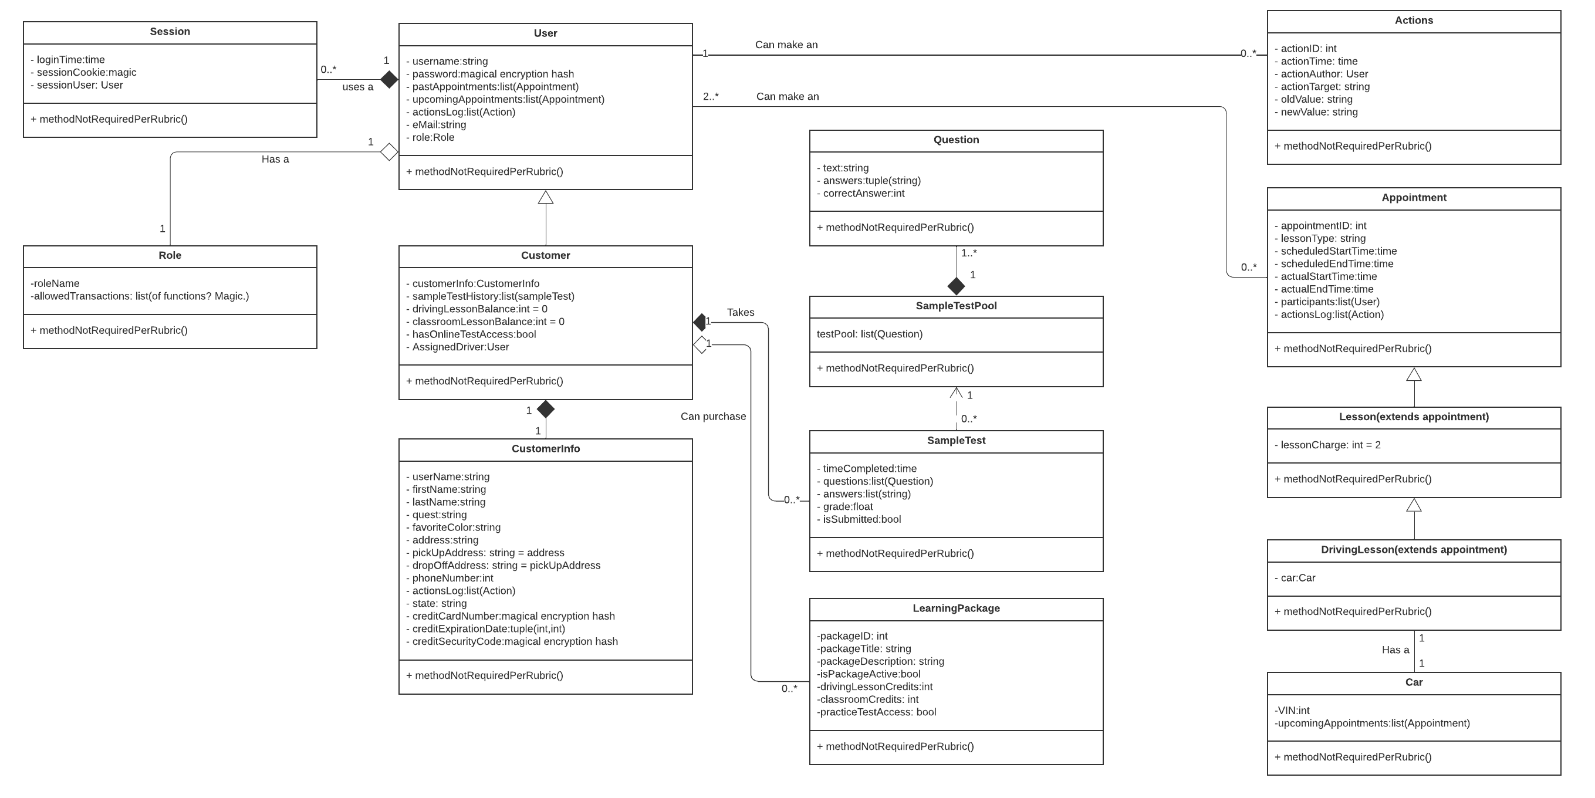 Session
- loginTime:time
- sessionCookie:magic
- sessionUser: User
+ methodNotRequiredPerRubric()
0..*
1
uses a
User
- username:string
- password:magical encryption hash
- pastAppointments:list(Appointment)
- upcomingAppointments:list(Appointment)
- actionsLog:list(Action)
- eMail:string
- role:Role
+ methodNotRequiredPerRubric()
1
Can make an
0..*
2..*
Can make an
0..*
Actions
- actionID: int
- actionTime: time
- actionAuthor: User
- actionTarget: string
- oldValue: string
- newValue: string
+ methodNotRequiredPerRubric()
1
Has a
1
Role
-roleName
-allowedTransactions: list(of functions? Magic.)
+ methodNotRequiredPerRubric()
Customer
- customerInfo:CustomerInfo
- sampleTestHistory:list(sampleTest)
- drivingLessonBalance:int = 0
- classroomLessonBalance:int = 0
- hasOnlineTestAccess:bool
- AssignedDriver:User
+ methodNotRequiredPerRubric()
1
Takes
0..*
1
Can purchase
0..*
1
1
CustomerInfo
- userName:string
- firstName:string
- lastName:string
- quest:string
- favoriteColor:string
- address:string
- pickUpAddress: string = address
- dropOffAddress: string = pickUpAddress
- phoneNumber:int
- actionsLog:list(Action)
- state: string
- creditCardNumber:magical encryption hash
- creditExpirationDate:tuple(int,int)
- creditSecurityCode:magical encryption hash
+ methodNotRequiredPerRubric()
Question
- text:string
- answers:tuple(string)
- correctAnswer:int
+ methodNotRequiredPerRubric()
1..*
1
SampleTestPool
testPool: list(Question)
+ methodNotRequiredPerRubric()
1
0..*
SampleTest
- timeCompleted:time
- questions:list(Question)
- answers:list(string)
- grade:float
- isSubmitted:bool
+ methodNotRequiredPerRubric()
LearningPackage
-packageID: int
-packageTitle: string
-packageDescription: string
-isPackageActive:bool
-drivingLessonCredits:int
-classroomCredits: int
-practiceTestAccess: bool
+ methodNotRequiredPerRubric()
Appointment
- appointmentID: int
- lessonType: string
- scheduledStartTime:time
- scheduledEndTime:time
- actualStartTime:time
- actualEndTime:time
- participants:list(User)
- actionsLog:list(Action)
+ methodNotRequiredPerRubric()
Lesson(extends appointment)
- lessonCharge: int = 2
+ methodNotRequiredPerRubric()
DrivingLesson(extends appointment)
- car:Car
+ methodNotRequiredPerRubric()
1
Has a
1
Car
-VIN:int
-upcomingAppointments:list(Appointment)
+ methodNotRequiredPerRubric()